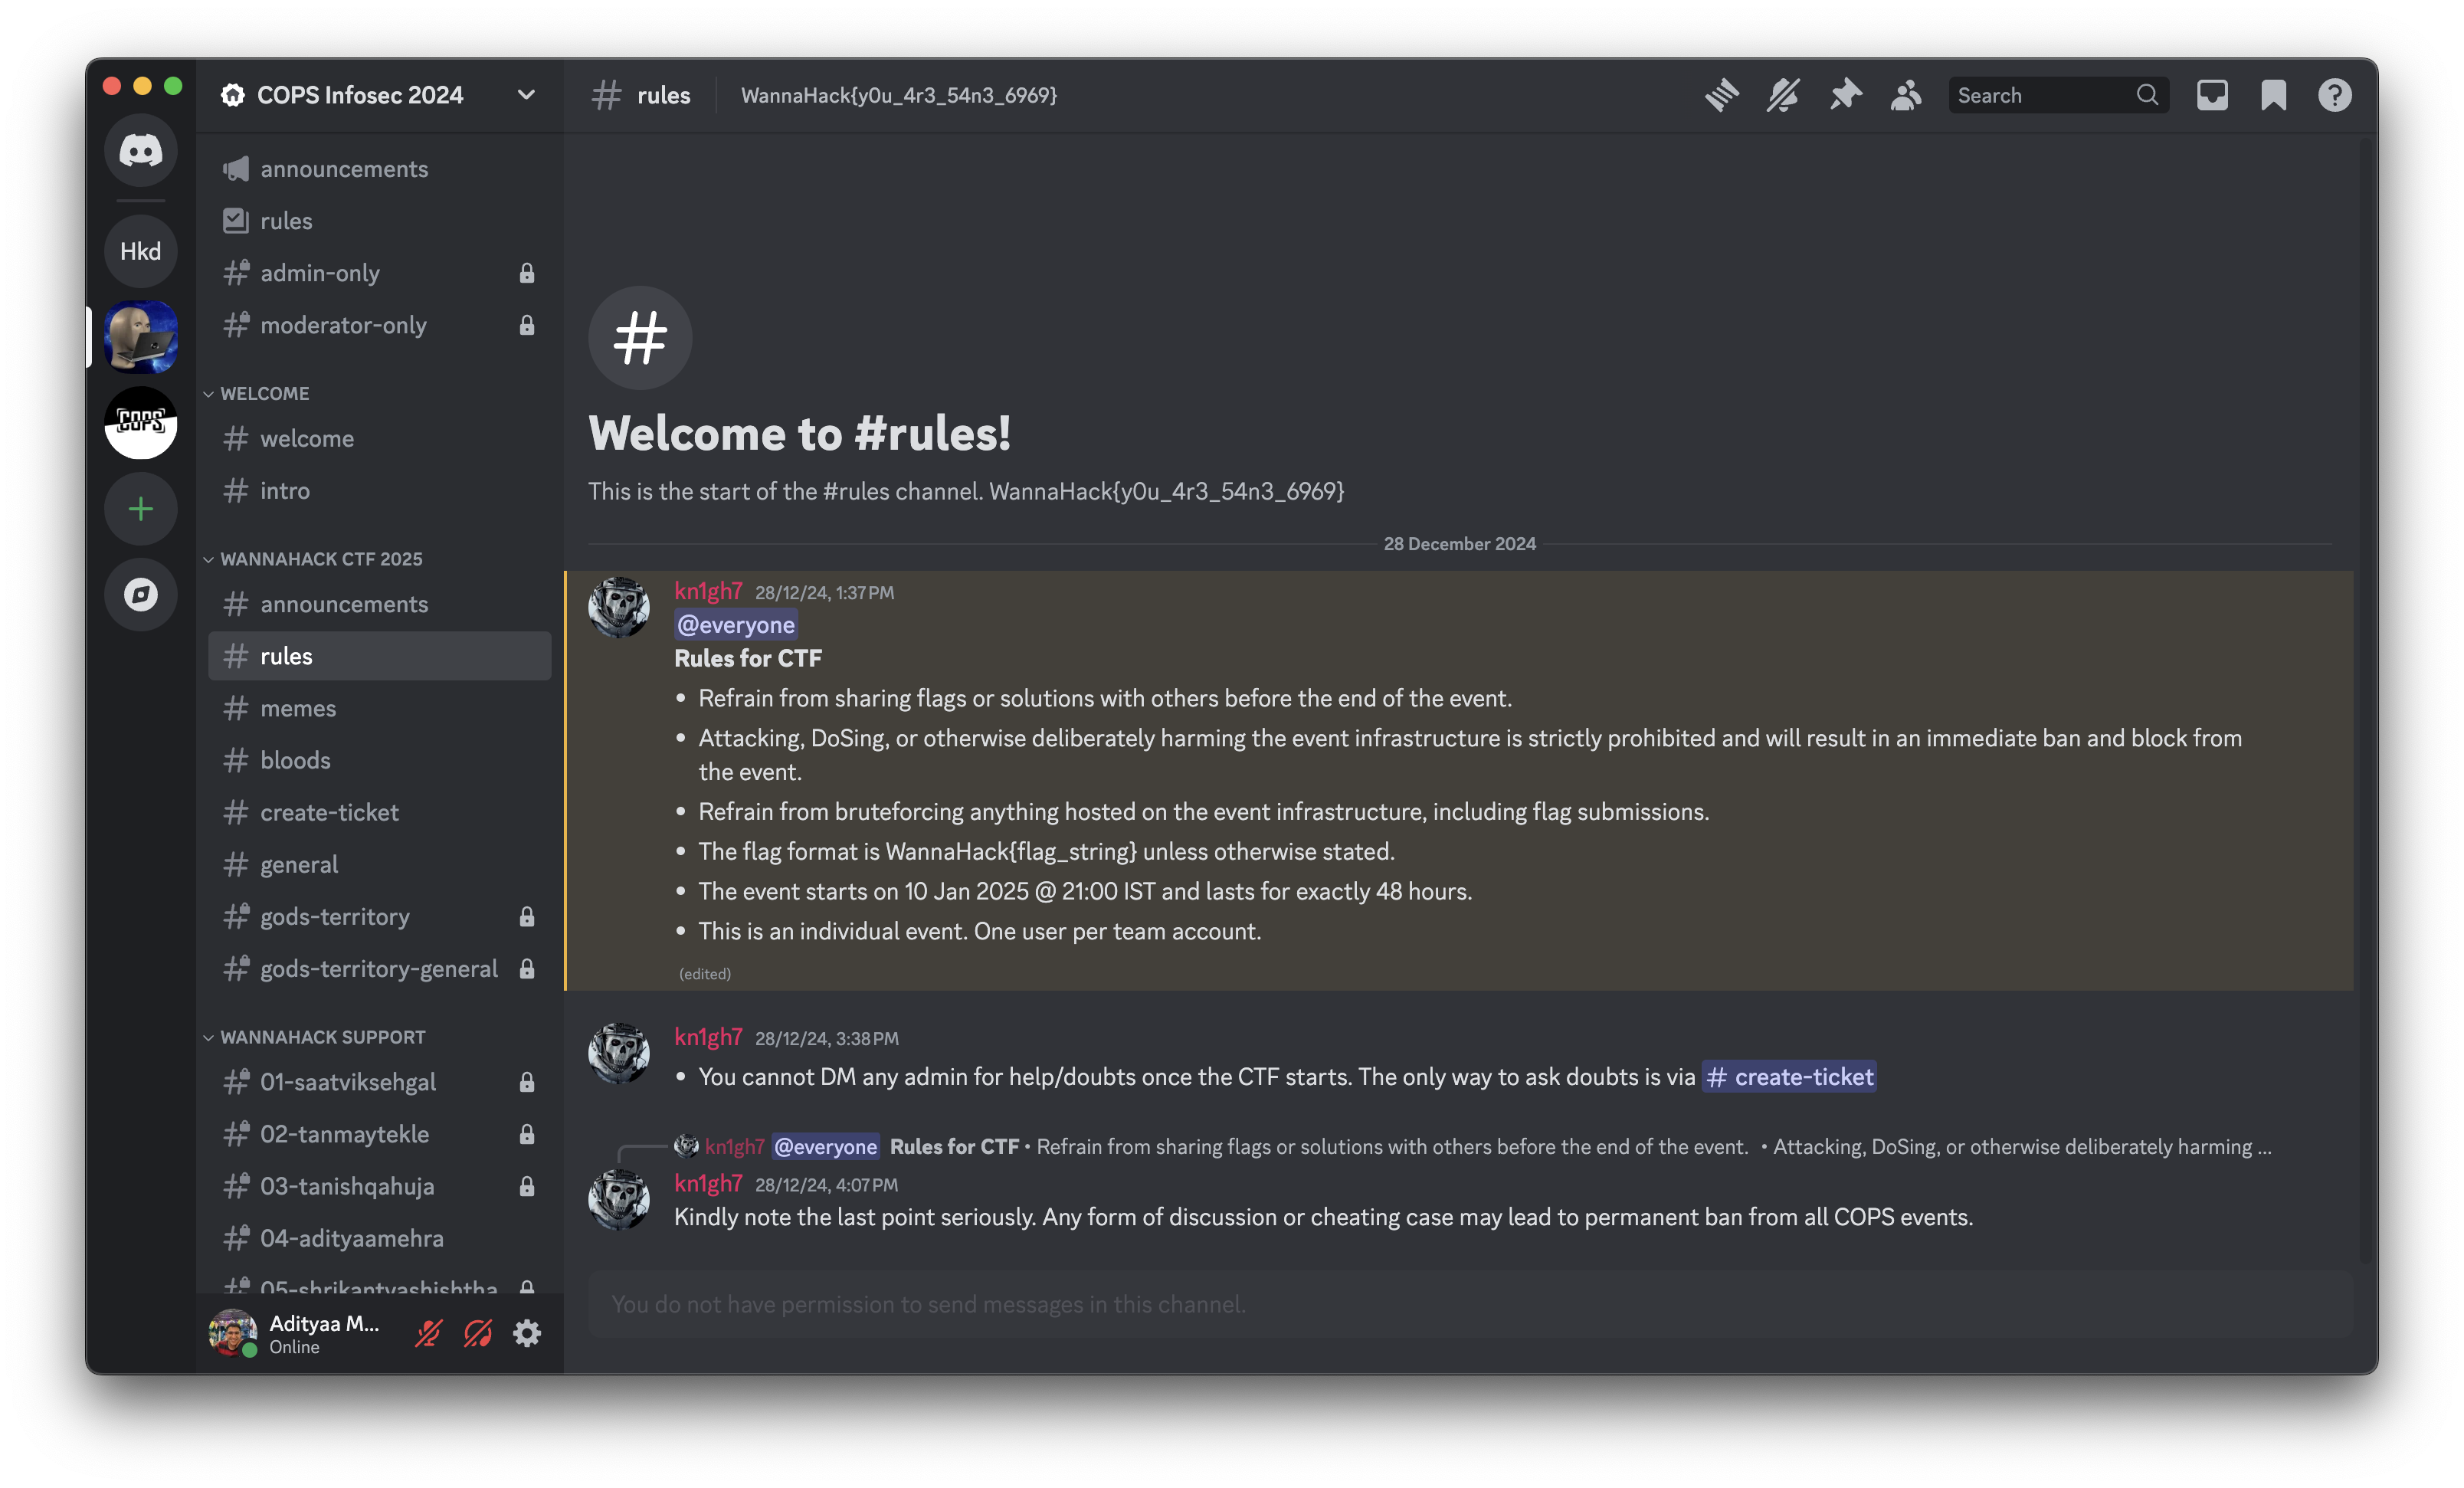 COPS Infosec 2024
rules
WannaHack{y0u_4r3_54n3_6969}
Search
Hkd
COPS
announcements
rules
admin-only
moderator-only
WELCOME
welcome
intro
WANNAHACK CTF 2025
announcements
rules
memes
bloods
create-ticket
general
gods-territory
gods-territory-general
WANNAHACK SUPPORT
01-saatviksehgal
02-tanmaytekle
03-tanishqahuja
04-adityaamehra
05-shrikantvashishtha
Adityaa M...
Online
Welcome to #rules!
This is the start of the #rules channel. WannaHack{y0u_4r3_54n3_6969}
28 December 2024
kn1gh7 28/12/24, 1:37 PM
@everyone
Rules for CTF
• Refrain from sharing flags or solutions with others before the end of the event.
• Attacking, DoSing, or otherwise deliberately harming the event infrastructure is strictly prohibited and will result in an immediate ban and block from
the event.
• Refrain from bruteforcing anything hosted on the event infrastructure, including flag submissions.
• The flag format is WannaHack{flag_string} unless otherwise stated.
• The event starts on 10 Jan 2025 @ 21:00 IST and lasts for exactly 48 hours.
• This is an individual event. One user per team account.
(edited)
kn1gh7 28/12/24, 3:38 PM
• You cannot DM any admin for help/doubts once the CTF starts. The only way to ask doubts is via # create-ticket
kn1gh7 @everyone Rules for CTF • Refrain from sharing flags or solutions with others before the end of the event. • Attacking, DoSing, or otherwise deliberately harming ...
kn1gh7 28/12/24, 4:07 PM
Kindly note the last point seriously. Any form of discussion or cheating case may lead to permanent ban from all COPS events.
You do not have permission to send messages in this channel.